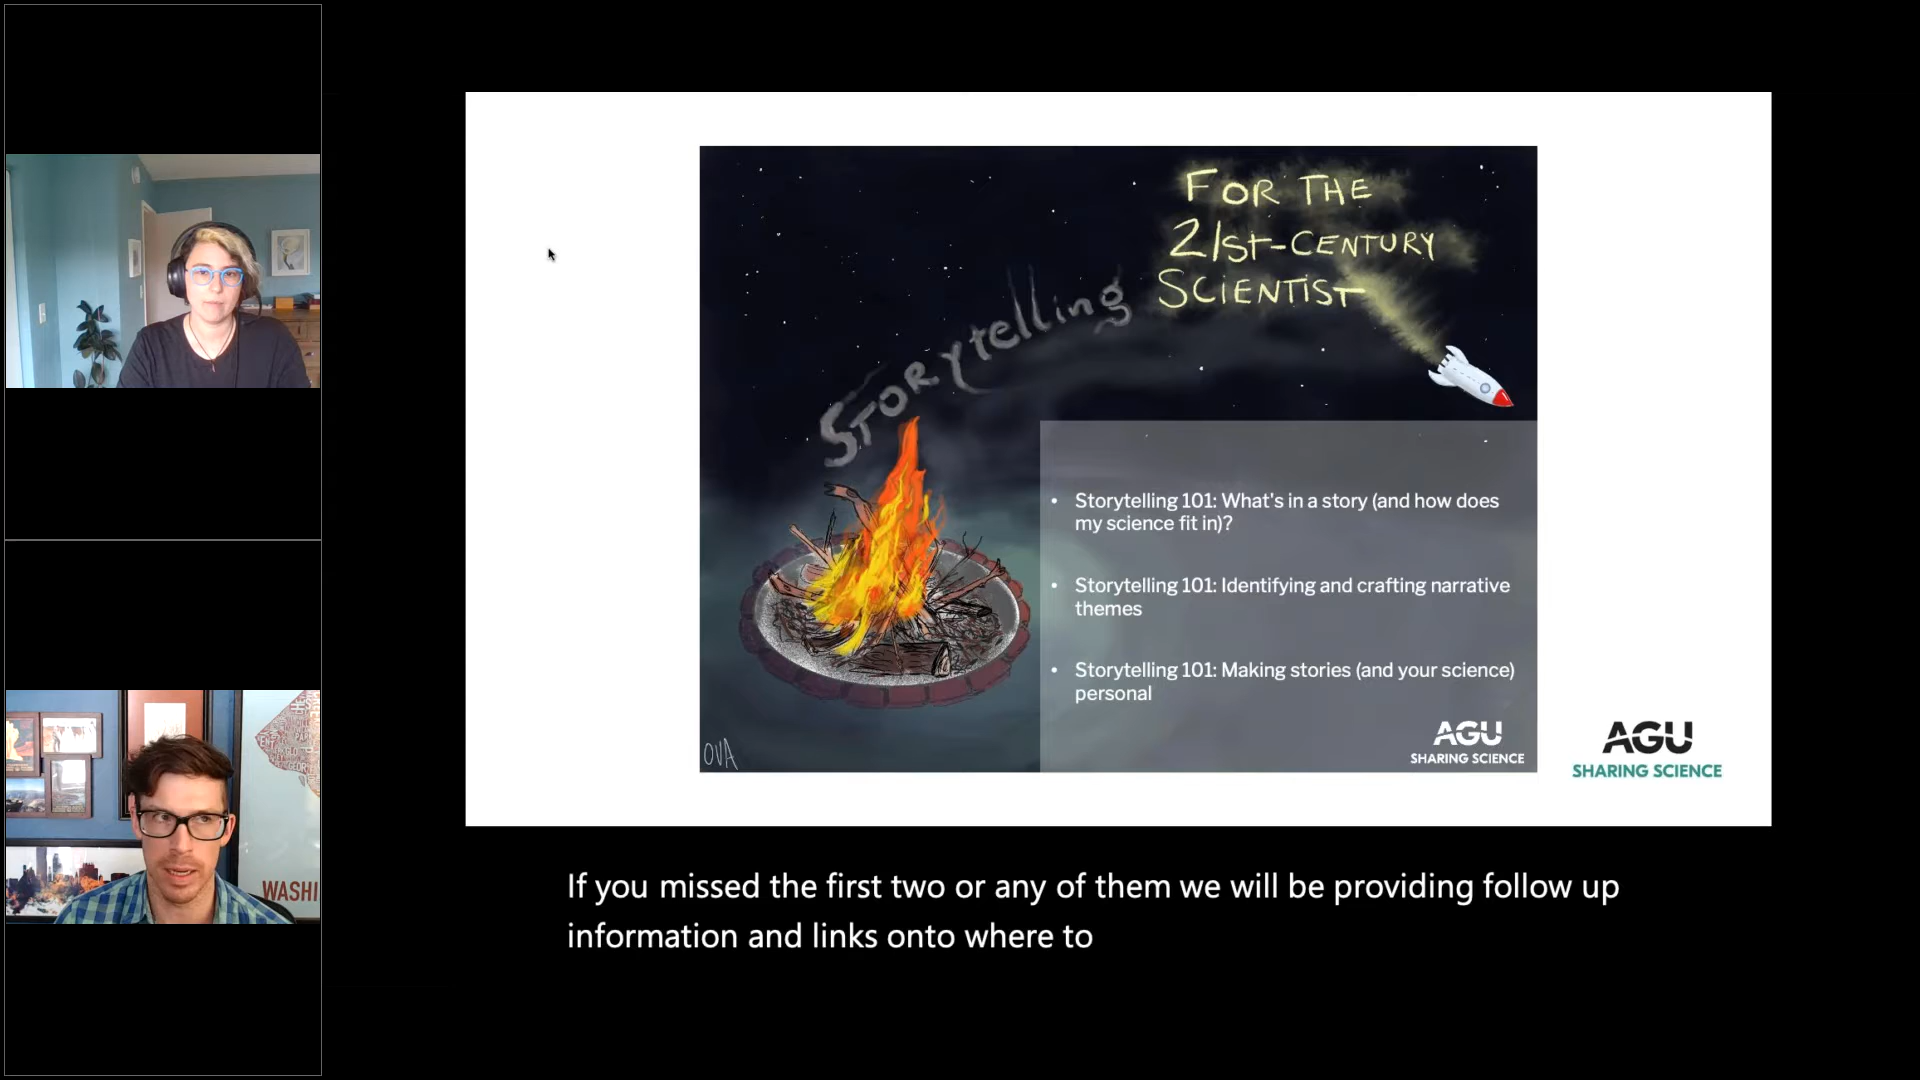 FOR THE
21st-CENTURY
SCIENTIST
Storytelling
• Storytelling 101: What's in a story (and how does
my science fit in)?
• Storytelling 101: Identifying and crafting narrative
themes
• Storytelling 101: Making stories (and your science)
personal
AGU
SHARING SCIENCE
OVA
AGU
SHARING SCIENCE
WASHI
If you missed the first two or any of them we will be providing follow up
information and links onto where to